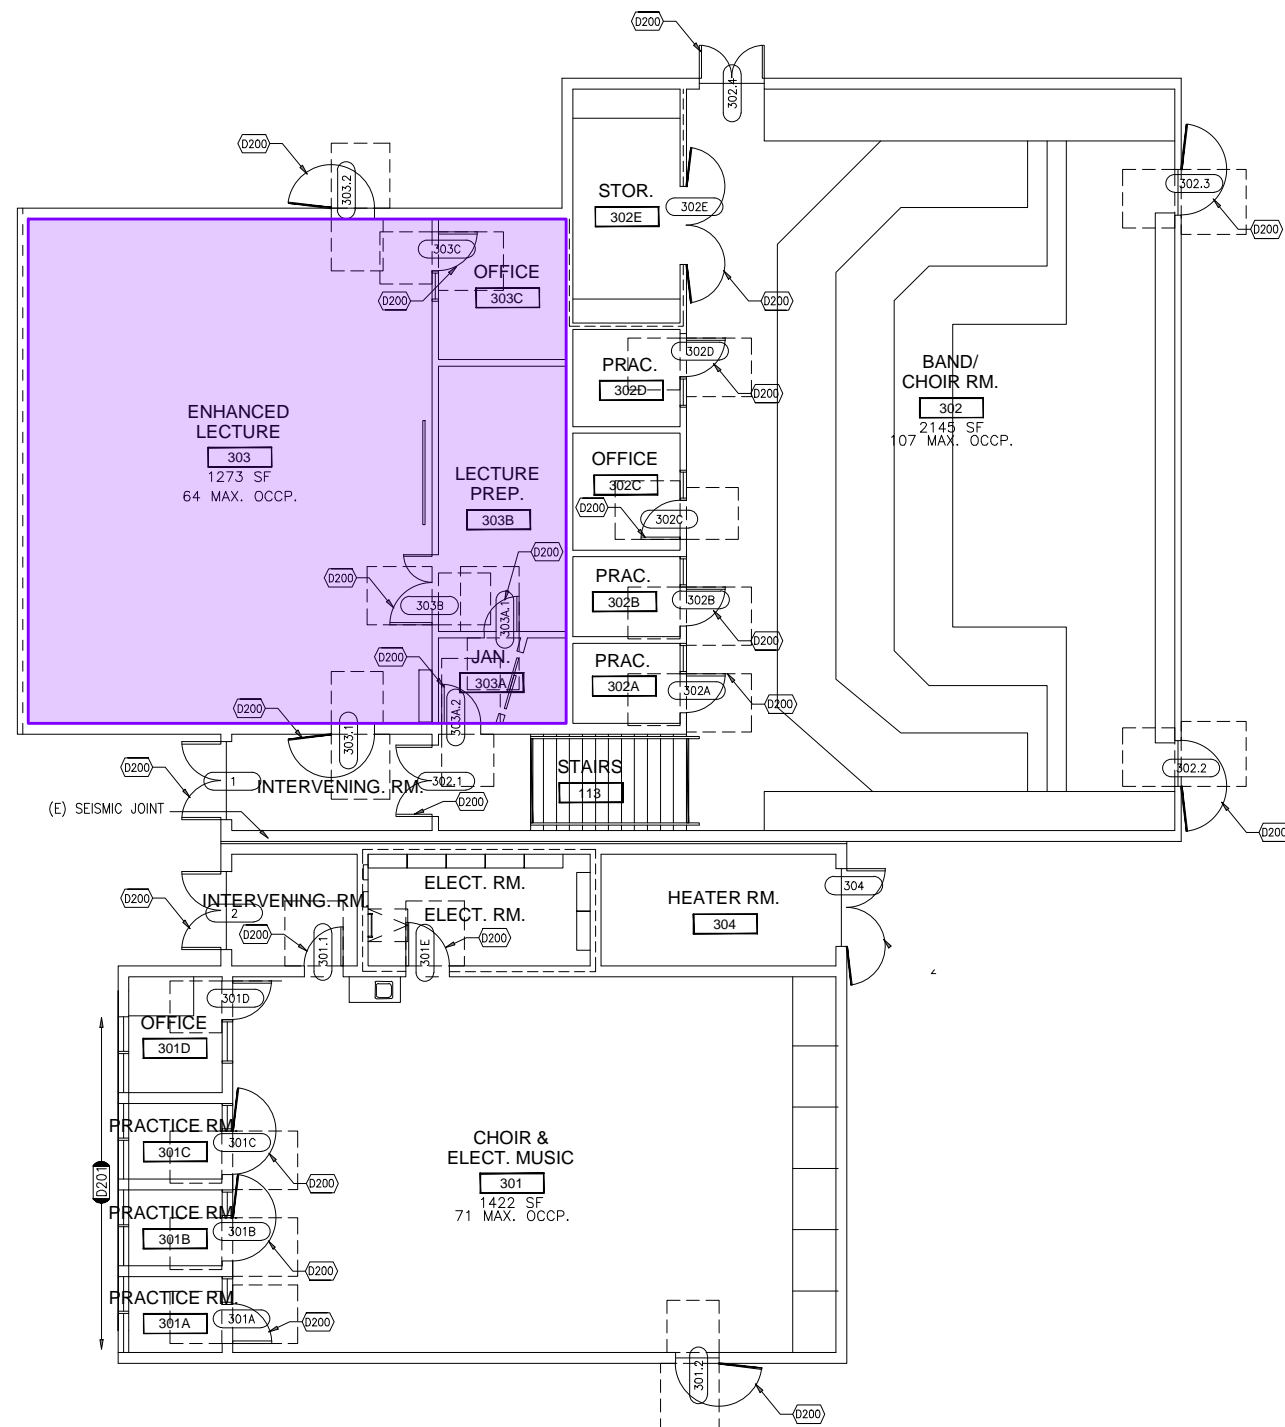 D200
302.4
D200
303.2
302.3
STOR.
302E
302E
D200
303C
OFFICE
303C
D200
D200
302D
PRAC.
302D
D200
BAND/
CHOIR RM.
302
2145 SF
107 MAX. OCCP.
ENHANCED
LECTURE
303
1273 SF
64 MAX. OCCP.
OFFICE
302C
LECTURE
PREP.
303B
D200
302C
D200
D200
303B
303A.1
PRAC.
302B
302B
D200
D200
JAN.
303A
PRAC.
302A
302A
D200
D200
303.1
303A.2
D200
1
INTERVENING. RM.
302.1
D200
STAIRS
113
302.2
D200
(E) SEISMIC JOINT
D200
2
INTERVENING. RM.
ELECT. RM.
ELECT. RM.
HEATER RM.
304
304
D200
301.1
301E
D200
301D
OFFICE
301D
PRACTICE RM.
301C
301C
D200
CHOIR &
ELECT. MUSIC
301
1422 SF
71 MAX. OCCP.
D201
PRACTICE RM.
301B
301B
D200
PRACTICE RM.
301A
301A
D200
301.2
D200